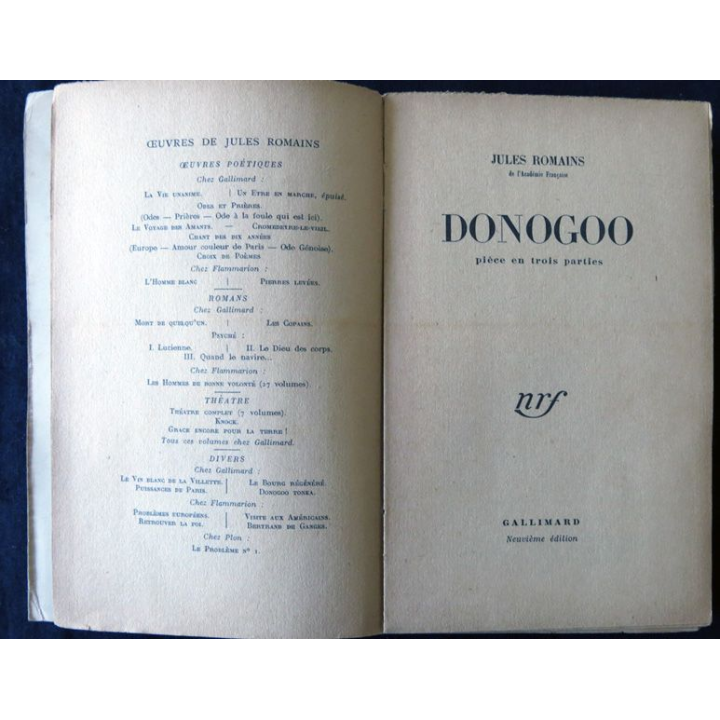 ŒUVRES DE JULES ROMAINS
ŒUVRES POÉTIQUES
Chez Gallimard :
La Vie unanime. | Un Etre en marche, épuisé.
Odes et Prières.
(Odes — Prières — Ode à la foule qui est ici).
Le Voyage des Amants. — Cromedeyre-le-Vieil.
Chant des dix années
(Europe — Amour couleur de Paris — Ode Génoise).
Choix de Poèmes
Chez Flammarion :
L'Homme blanc | Pierres levées.
ROMANS
Chez Gallimard :
Mort de quelqu'un. | Les Copains.
Psyché :
I. Lucienne. | II. Le Dieu des corps.
III. Quand le navire...
Chez Flammarion :
Les Hommes de bonne volonté (27 volumes).
THÉATRE
Théatre complet (7 volumes).
Knock.
Grace encore pour la terre !
Tous ces volumes chez Gallimard.
DIVERS
Chez Gallimard :
Le Vin blanc de la Villette. | Le Bourg régénéré.
Puissances de Paris. | Donogoo Tonka.
Chez Flammarion :
Problèmes européens. | Visite aux Américains.
Retrouver la foi. | Bertrand de Ganges.
Chez Plon :
Le Problème n° 1.
JULES ROMAINS
de l'Académie Française
DONOGOO
pièce en trois parties
nrf
GALLIMARD
Neuvième édition